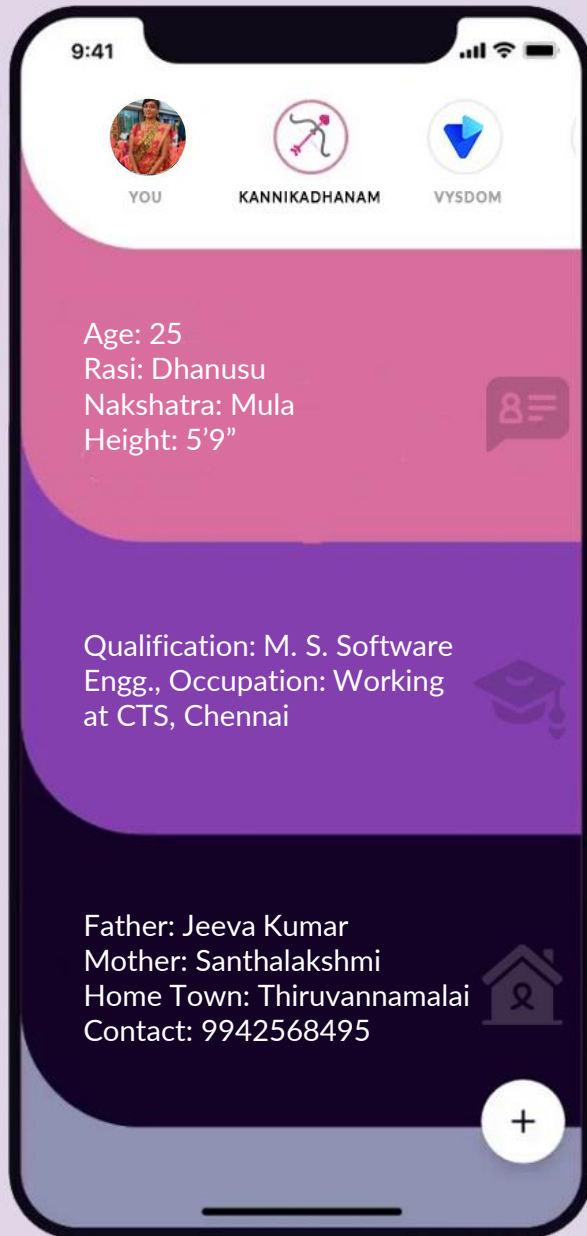 9:41
YOU
KANNIKADHANAM
VYSDOM
Age: 25
Rasi: Dhanusu
Nakshatra: Mula
Height: 5’9”
Qualification: M. S. Software
Engg., Occupation: Working
at CTS, Chennai
Father: Jeeva Kumar
Mother: Santhalakshmi
Home Town: Thiruvannamalai
Contact: 9942568495
+